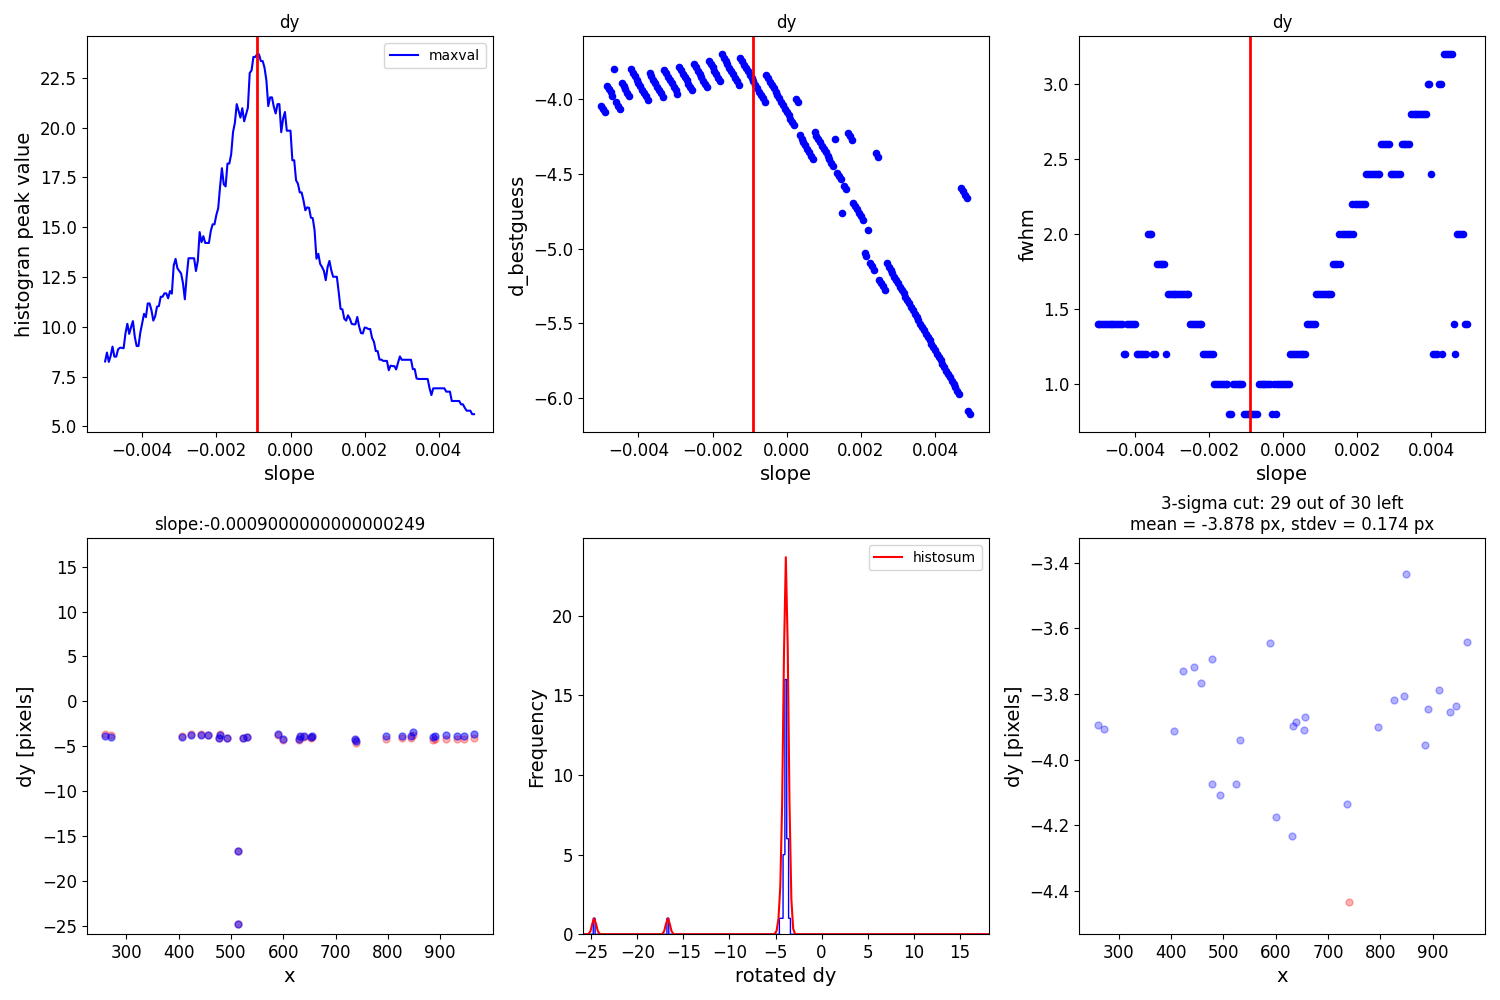 dy
maxval
histogran peak value
22.5
20.0
17.5
15.0
12.5
10.0
7.5
5.0
−0.004 −0.002 0.000 0.002 0.004
slope
dy
d_bestguess
−4.0
−4.5
−5.0
−5.5
−6.0
−0.004 −0.002 0.000 0.002 0.004
slope
dy
fwhm
3.0
2.5
2.0
1.5
1.0
−0.004 −0.002 0.000 0.002 0.004
slope
slope:-0.0009000000000000249
dy [pixels]
15
10
5
0
−5
−10
−15
−20
−25
300 400 500 600 700 800 900
x
histosum
Frequency
20
15
10
5
0
−25 −20 −15 −10 −5 0 5 10 15
rotated dy
3-sigma cut: 29 out of 30 left
mean = -3.878 px, stdev = 0.174 px
dy [pixels]
−3.4
−3.6
−3.8
−4.0
−4.2
−4.4
300 400 500 600 700 800 900
x